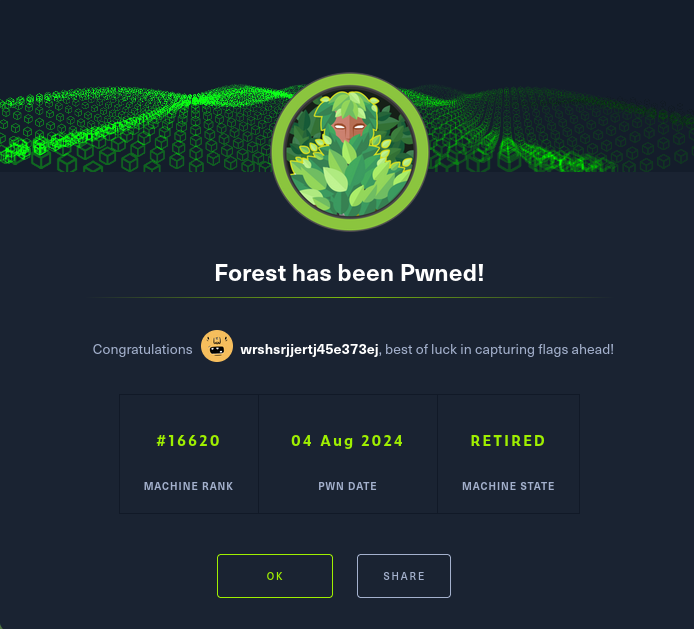 Forest has been Pwned!
Congratulations wrshsrjjertj45e373ej, best of luck in capturing flags ahead!
#16620 04 Aug 2024 RETIRED
MACHINE RANK PWN DATE MACHINE STATE
OK SHARE